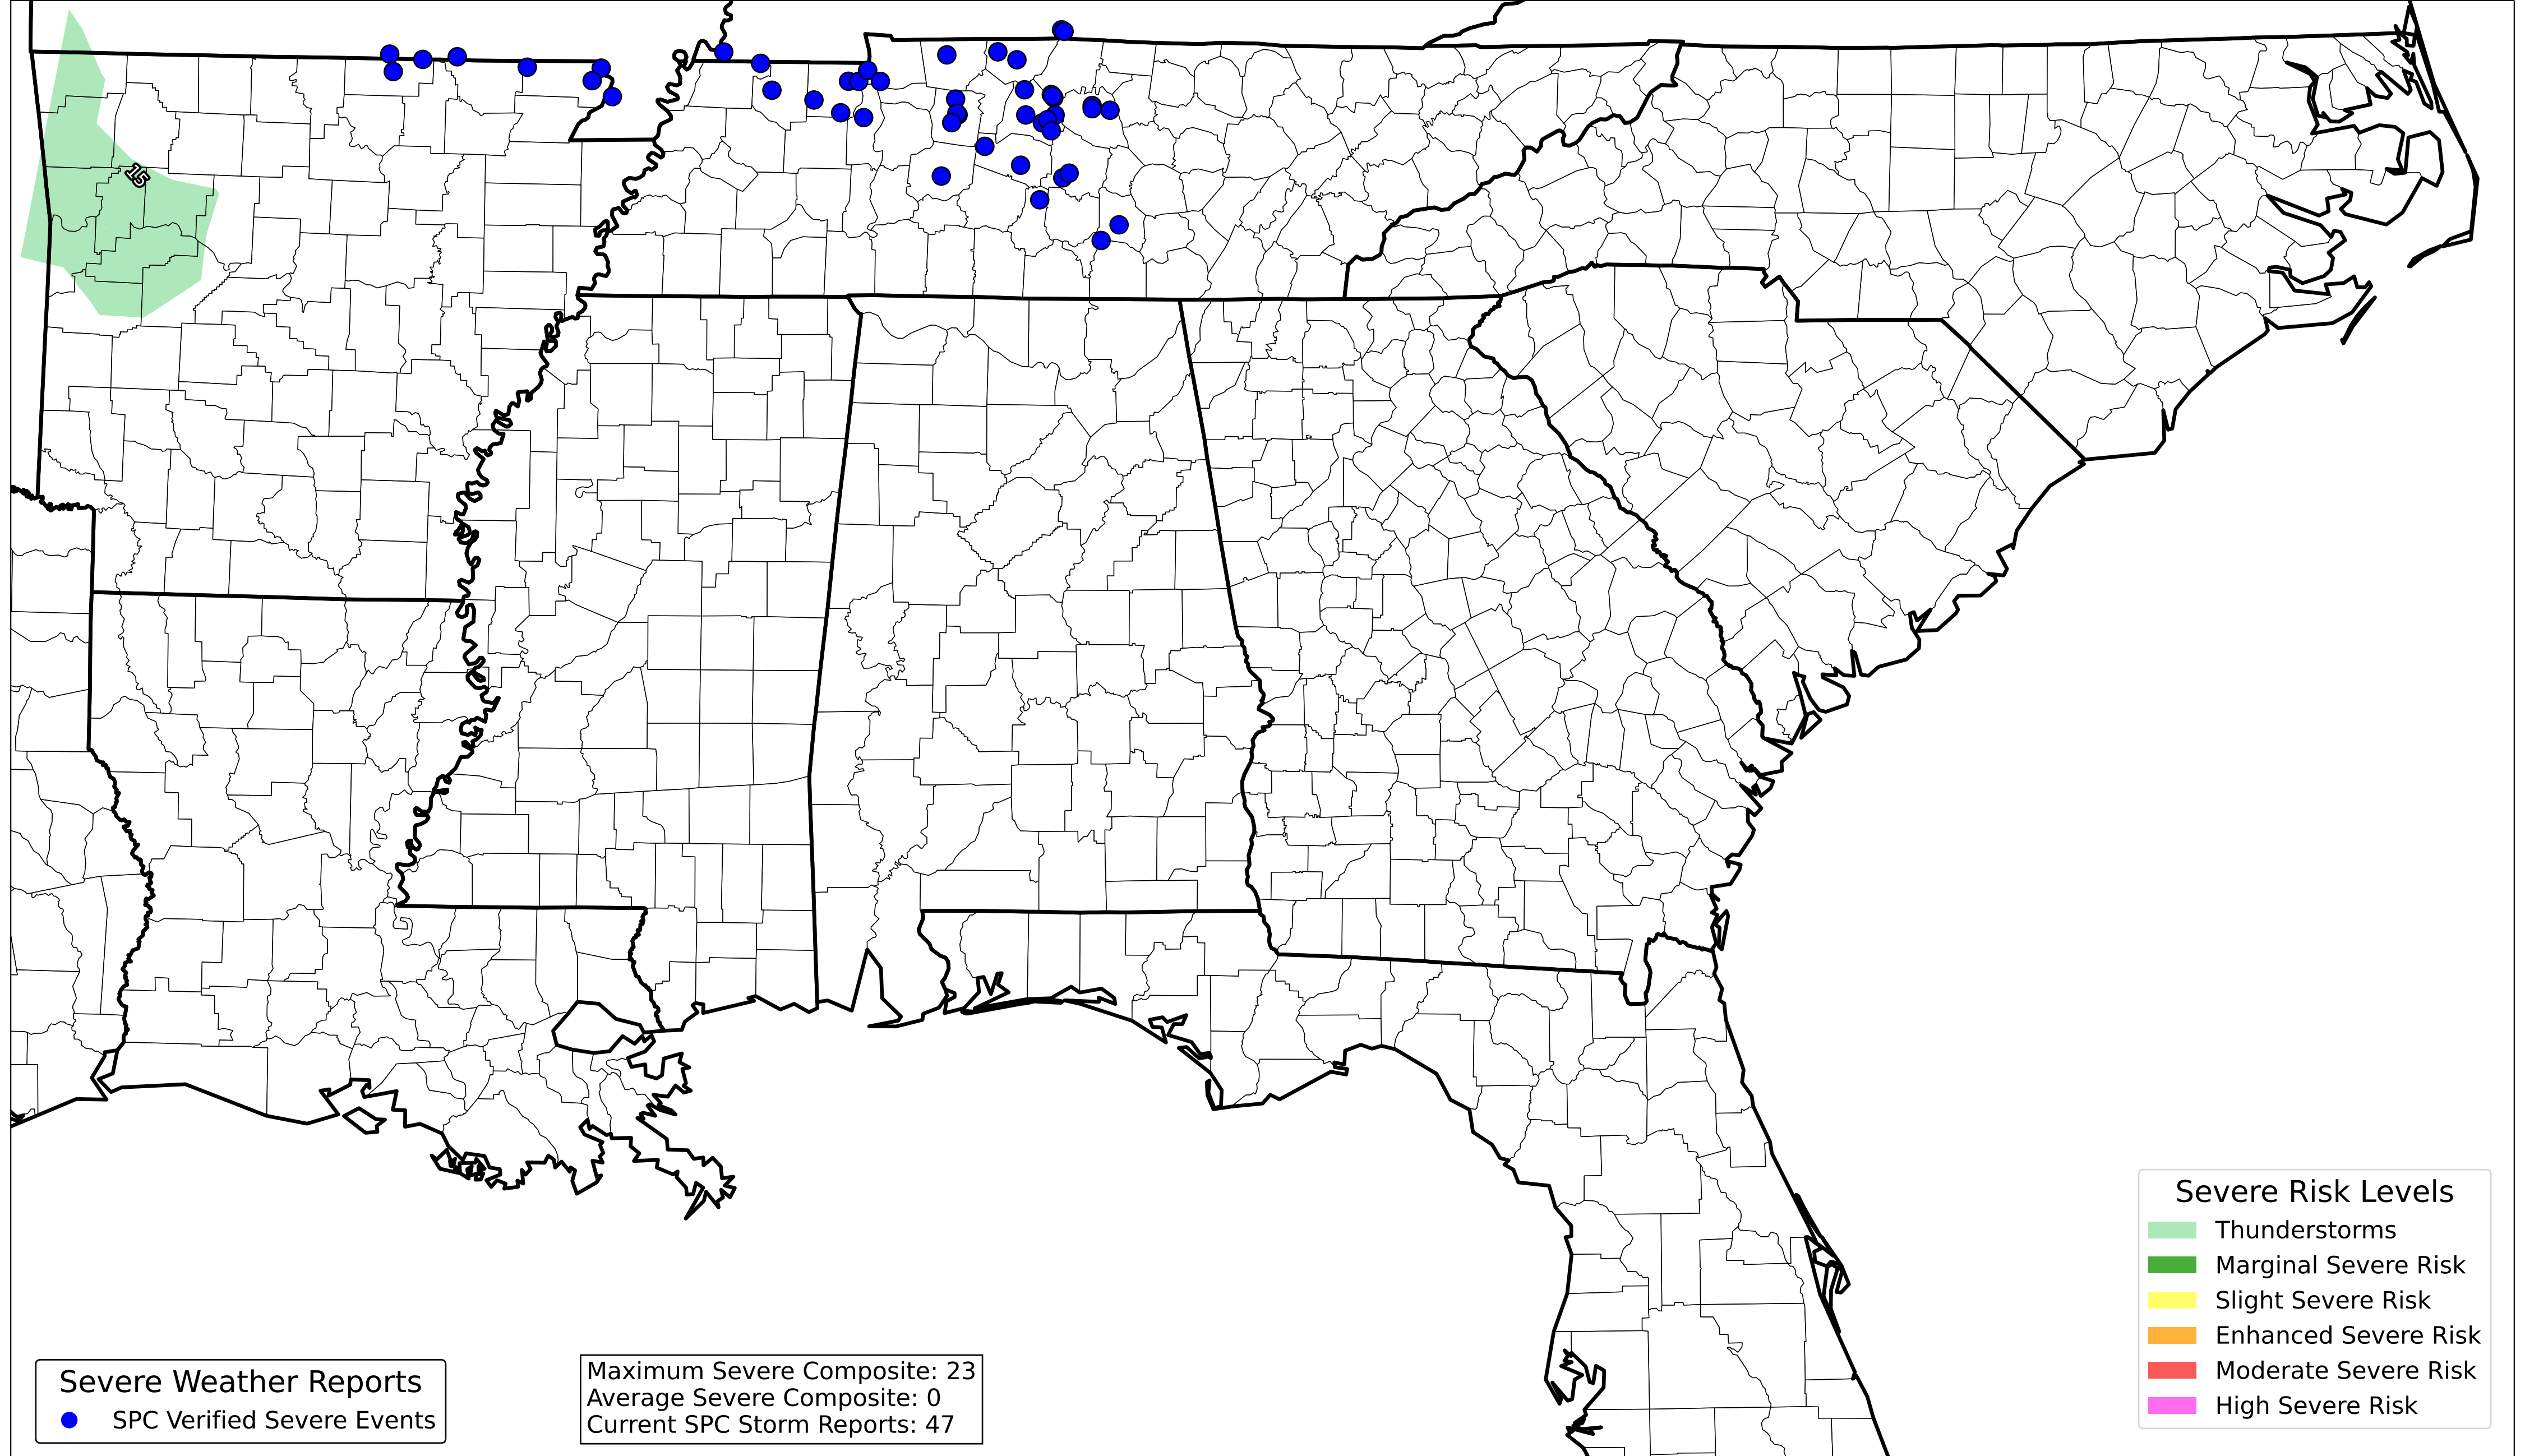 15
Severe Weather Reports
SPC Verified Severe Events
Maximum Severe Composite: 23
Average Severe Composite: 0
Current SPC Storm Reports: 47
Severe Risk Levels
Thunderstorms
Marginal Severe Risk
Slight Severe Risk
Enhanced Severe Risk
Moderate Severe Risk
High Severe Risk